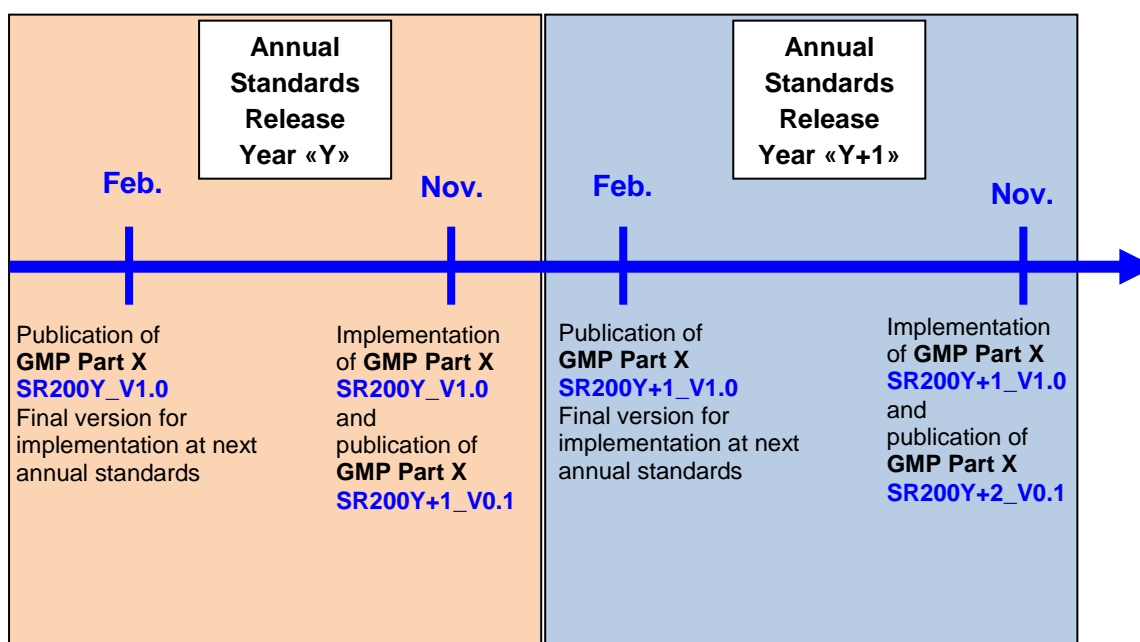 Annual
Standards
Release
Year «Y»
Annual
Standards
Release
Year «Y+1»
Feb.
Nov.
Feb.
Nov.
Publication of
GMP Part X
SR200Y_V1.0
Final version for
implementation at next
annual standards
Implementation
of GMP Part X
SR200Y_V1.0
and
publication of
GMP Part X
SR200Y+1_V0.1
Publication of
GMP Part X
SR200Y+1_V1.0
Final version for
implementation at next
annual standards
Implementation
of GMP Part X
SR200Y+1_V1.0
and
publication of
GMP Part X
SR200Y+2_V0.1